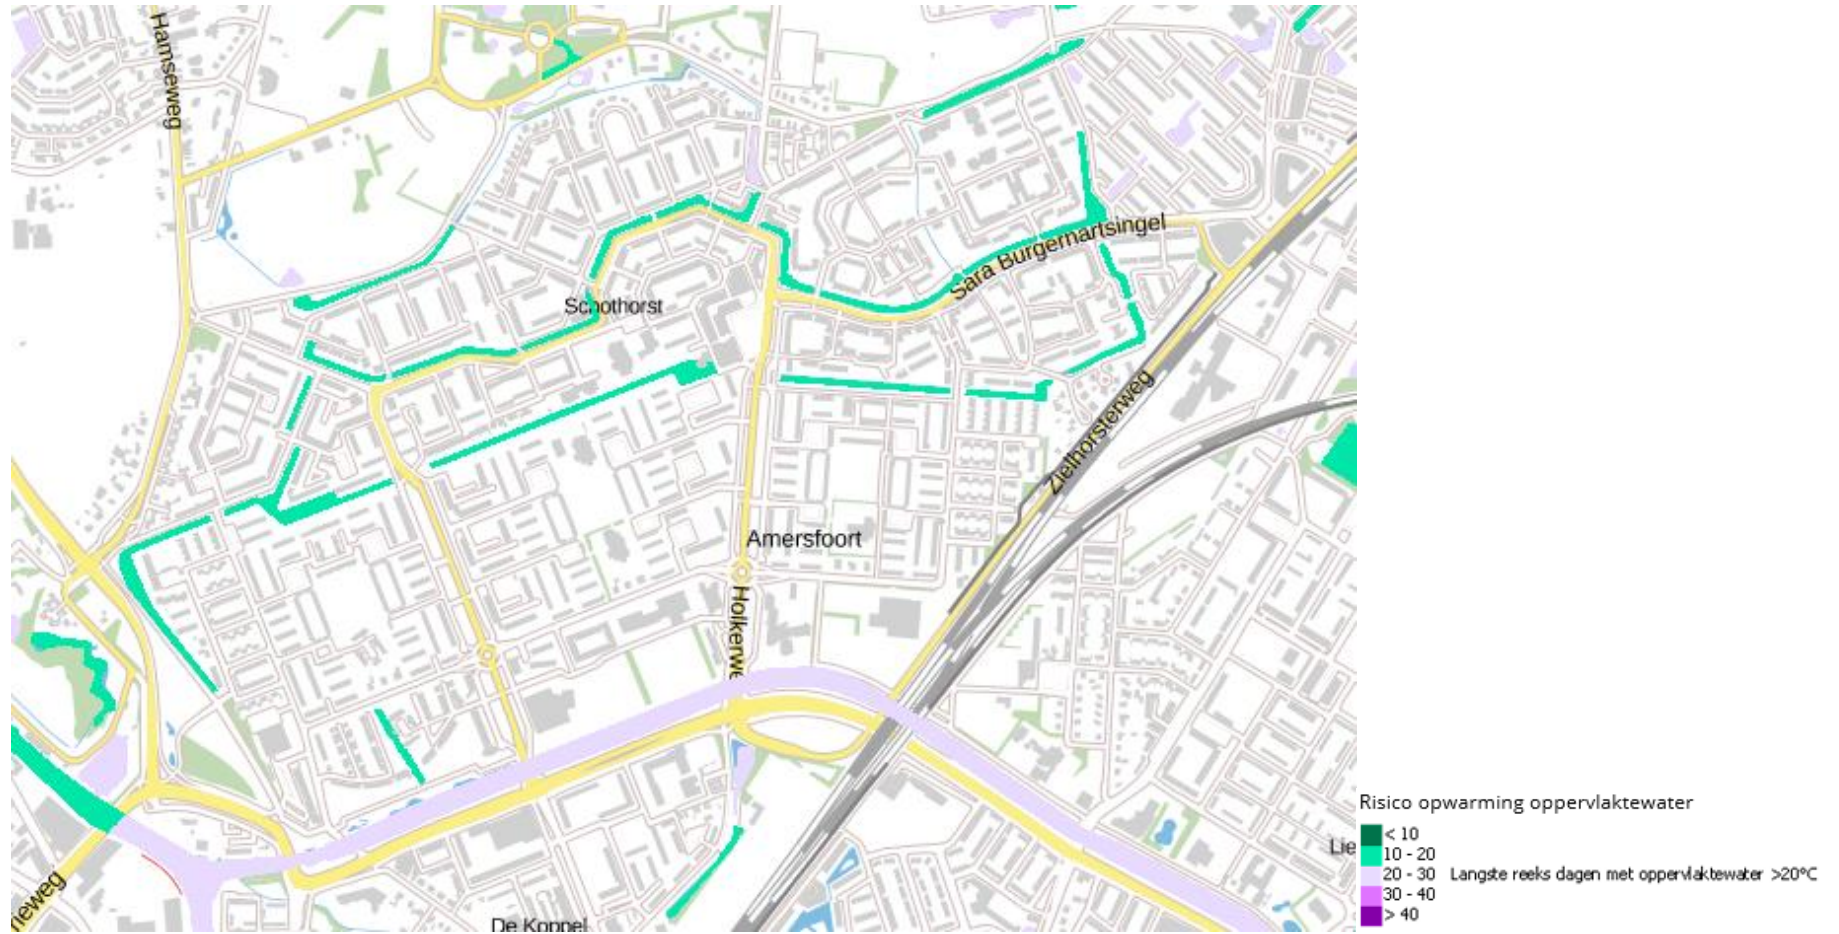 Hamseweg
Sara Burgerhartsingel
Schothorst
Zielhorsterweg
Amersfoort
Holkerwe
Lie
ieweg
De Koppel
Risico opwarming oppervlaktewater
< 10
10 - 20
20 - 30 Langste reeks dagen met oppervlaktewater >20°C
30 - 40
> 40